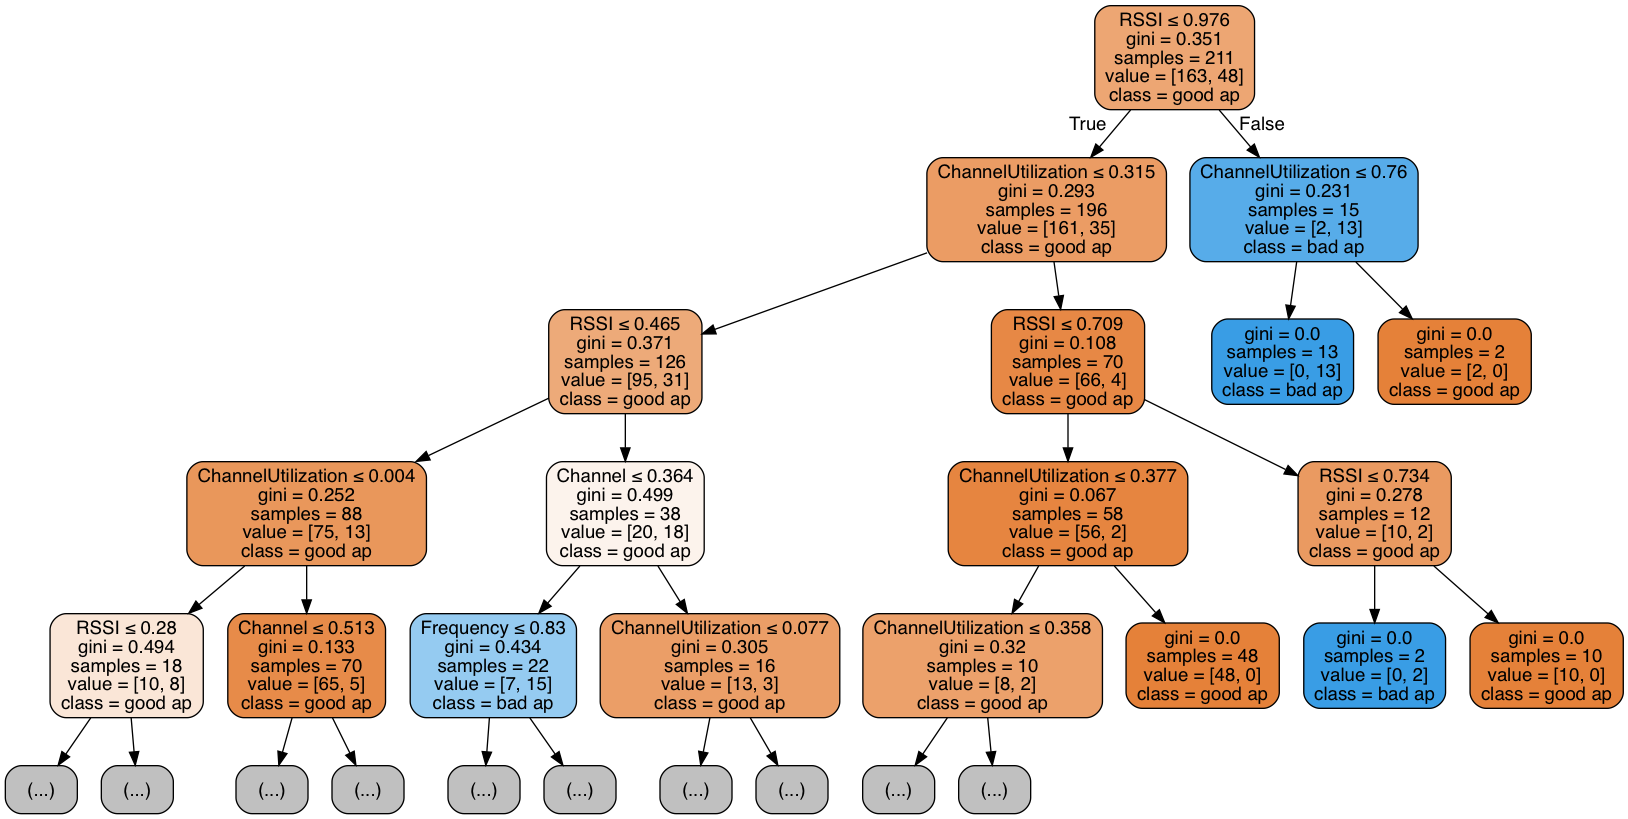 RSSI ≤ 0.976
gini = 0.351
samples = 211
value = [163, 48]
class = good ap
True
False
ChannelUtilization ≤ 0.315
gini = 0.293
samples = 196
value = [161, 35]
class = good ap
ChannelUtilization ≤ 0.76
gini = 0.231
samples = 15
value = [2, 13]
class = bad ap
RSSI ≤ 0.465
gini = 0.371
samples = 126
value = [95, 31]
class = good ap
RSSI ≤ 0.709
gini = 0.108
samples = 70
value = [66, 4]
class = good ap
gini = 0.0
samples = 13
value = [0, 13]
class = bad ap
gini = 0.0
samples = 2
value = [2, 0]
class = good ap
ChannelUtilization ≤ 0.004
gini = 0.252
samples = 88
value = [75, 13]
class = good ap
Channel ≤ 0.364
gini = 0.499
samples = 38
value = [20, 18]
class = good ap
ChannelUtilization ≤ 0.377
gini = 0.067
samples = 58
value = [56, 2]
class = good ap
RSSI ≤ 0.734
gini = 0.278
samples = 12
value = [10, 2]
class = good ap
RSSI ≤ 0.28
gini = 0.494
samples = 18
value = [10, 8]
class = good ap
Channel ≤ 0.513
gini = 0.133
samples = 70
value = [65, 5]
class = good ap
Frequency ≤ 0.83
gini = 0.434
samples = 22
value = [7, 15]
class = bad ap
ChannelUtilization ≤ 0.077
gini = 0.305
samples = 16
value = [13, 3]
class = good ap
ChannelUtilization ≤ 0.358
gini = 0.32
samples = 10
value = [8, 2]
class = good ap
gini = 0.0
samples = 48
value = [48, 0]
class = good ap
gini = 0.0
samples = 2
value = [0, 2]
class = bad ap
gini = 0.0
samples = 10
value = [10, 0]
class = good ap
(...)
(...)
(...)
(...)
(...)
(...)
(...)
(...)
(...)
(...)